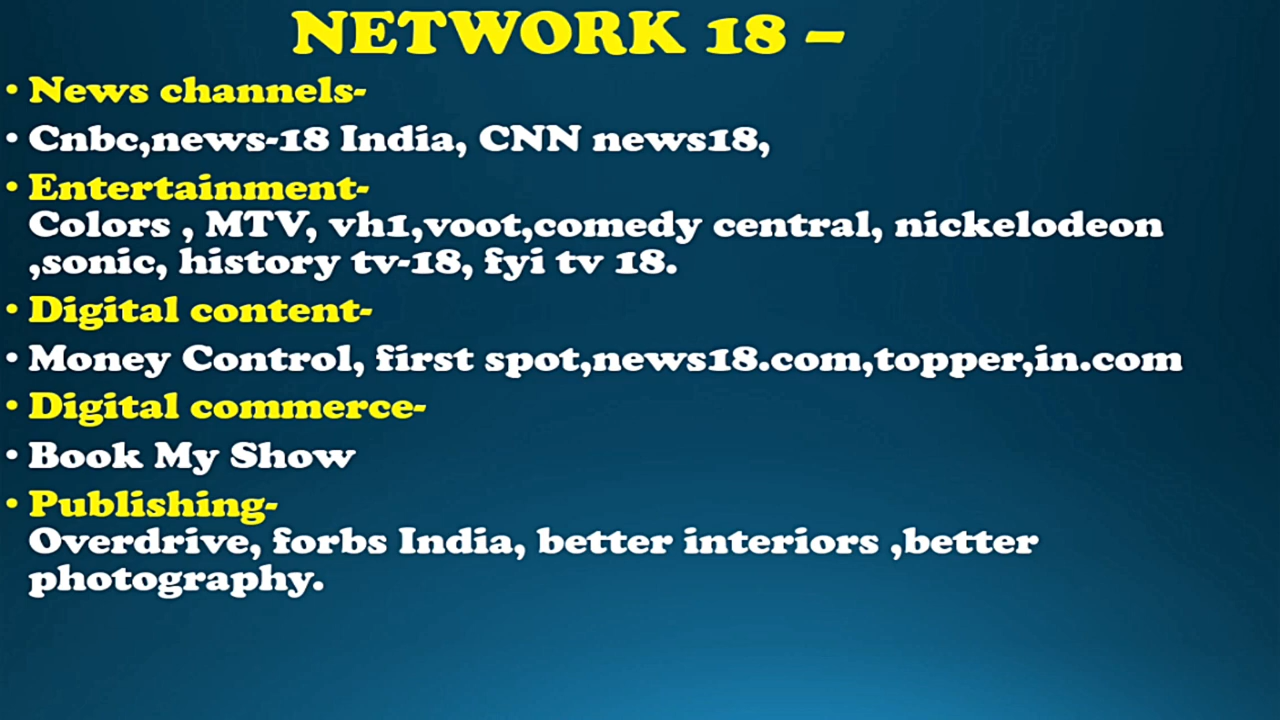 NETWORK 18 –
• News channels-
• Cnbc,news-18 India, CNN news18,
• Entertainment-
Colors , MTV, vh1,voot,comedy central, nickelodeon
,sonic, history tv-18, fyi tv 18.
• Digital content-
• Money Control, first spot,news18.com,topper,in.com
• Digital commerce-
• Book My Show
• Publishing-
Overdrive, forbs India, better interiors ,better
photography.